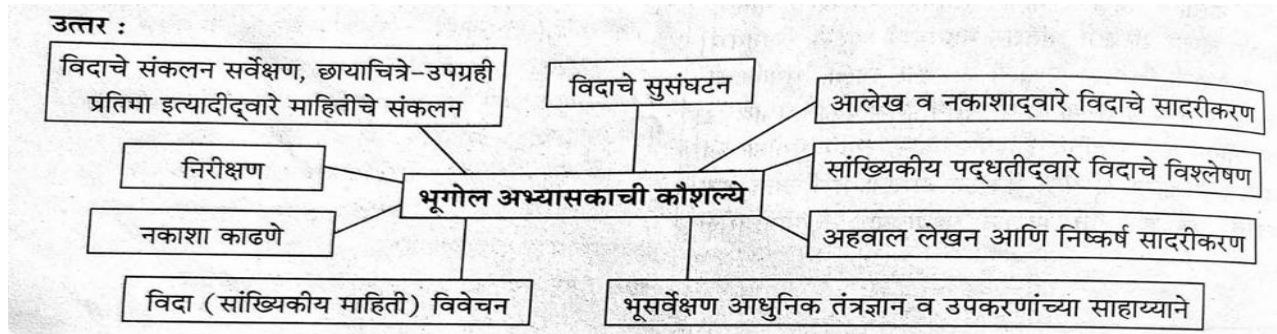 उत्तर :
विदाचे संकलन सर्वेक्षण, छायाचित्रे-उपग्रही
प्रतिमा इत्यादीद्वारे माहितीचे संकलन
विदाचे सुसंघटन
आलेख व नकाशाद्वारे विदाचे सादरीकरण
निरीक्षण
सांख्यिकीय पद्धतीद्वारे विदाचे विश्लेषण
भूगोल अभ्यासकाची कौशल्ये
नकाशा काढणे
अहवाल लेखन आणि निष्कर्ष सादरीकरण
विदा (सांख्यिकीय माहिती) विवेचन
भूसर्वेक्षण आधुनिक तंत्रज्ञान व उपकरणांच्या साहाय्याने